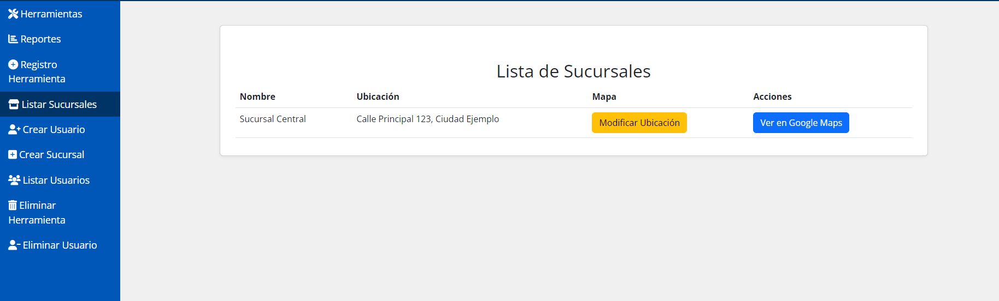 Herramientas
Reportes
Registro
Herramienta
Listar Sucursales
Crear Usuario
Crear Sucursal
Listar Usuarios
Eliminar
Herramienta
Eliminar Usuario
Lista de Sucursales
Nombre Ubicación Mapa Acciones
Sucursal Central Calle Principal 123, Ciudad Ejemplo Modificar Ubicación Ver en Google Maps